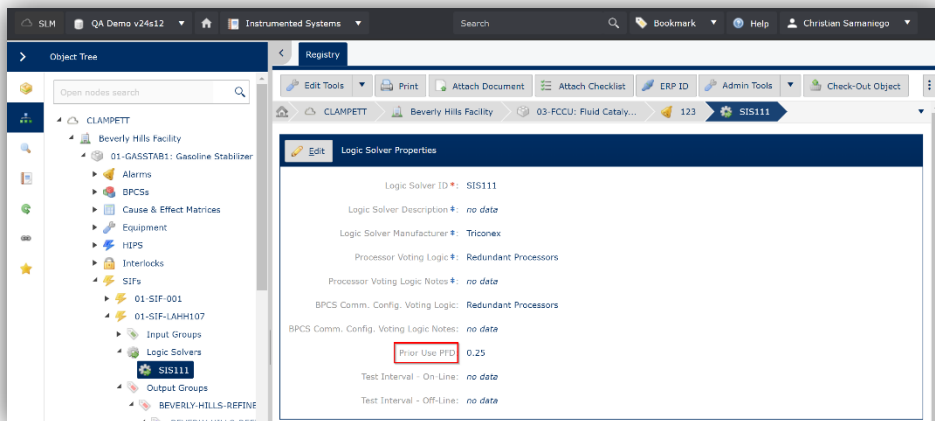 SLM
QA Demo v24s12
Instrumented Systems
Search
Bookmark
Help
Christian Samaniego
Object Tree
Registry
Open nodes search
Edit Tools
Print
Attach Document
Attach Checklist
ERP ID
Admin Tools
Check-Out Object
CLAMPETT
Beverly Hills Facility
03-FCCU: Fluid Cataly...
123
SIS111
CLAMPETT
Beverly Hills Facility
01-GASSTAB1: Gasoline Stabilizer
Alarms
BPCSs
Cause & Effect Matrices
Equipment
HIPS
Interlocks
SIFs
01-SIF-001
01-SIF-LAHH107
Input Groups
Logic Solvers
SIS111
Output Groups
BEVERLY-HILLS-REFINE
Edit
Logic Solver Properties
Logic Solver ID *: SIS111
Logic Solver Description ‡: no data
Logic Solver Manufacturer ‡: Triconex
Processor Voting Logic ‡: Redundant Processors
Processor Voting Logic Notes ‡: no data
BPCS Comm. Config. Voting Logic: Redundant Processors
BPCS Comm. Config. Voting Logic Notes: no data
Prior Use PFD 0.25
Test Interval - On-Line: no data
Test Interval - Off-Line: no data